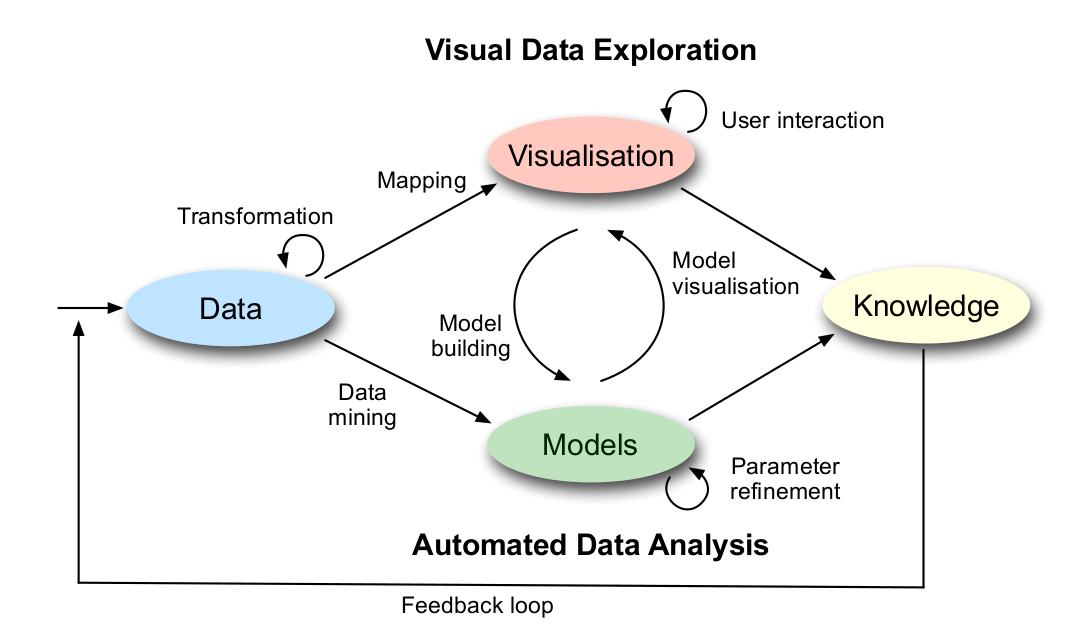 Visual Data Exploration
User interaction
Visualisation
Mapping
Transformation
Model
visualisation
Data
Knowledge
Model
building
Data
mining
Models
Parameter
refinement
Automated Data Analysis
Feedback loop